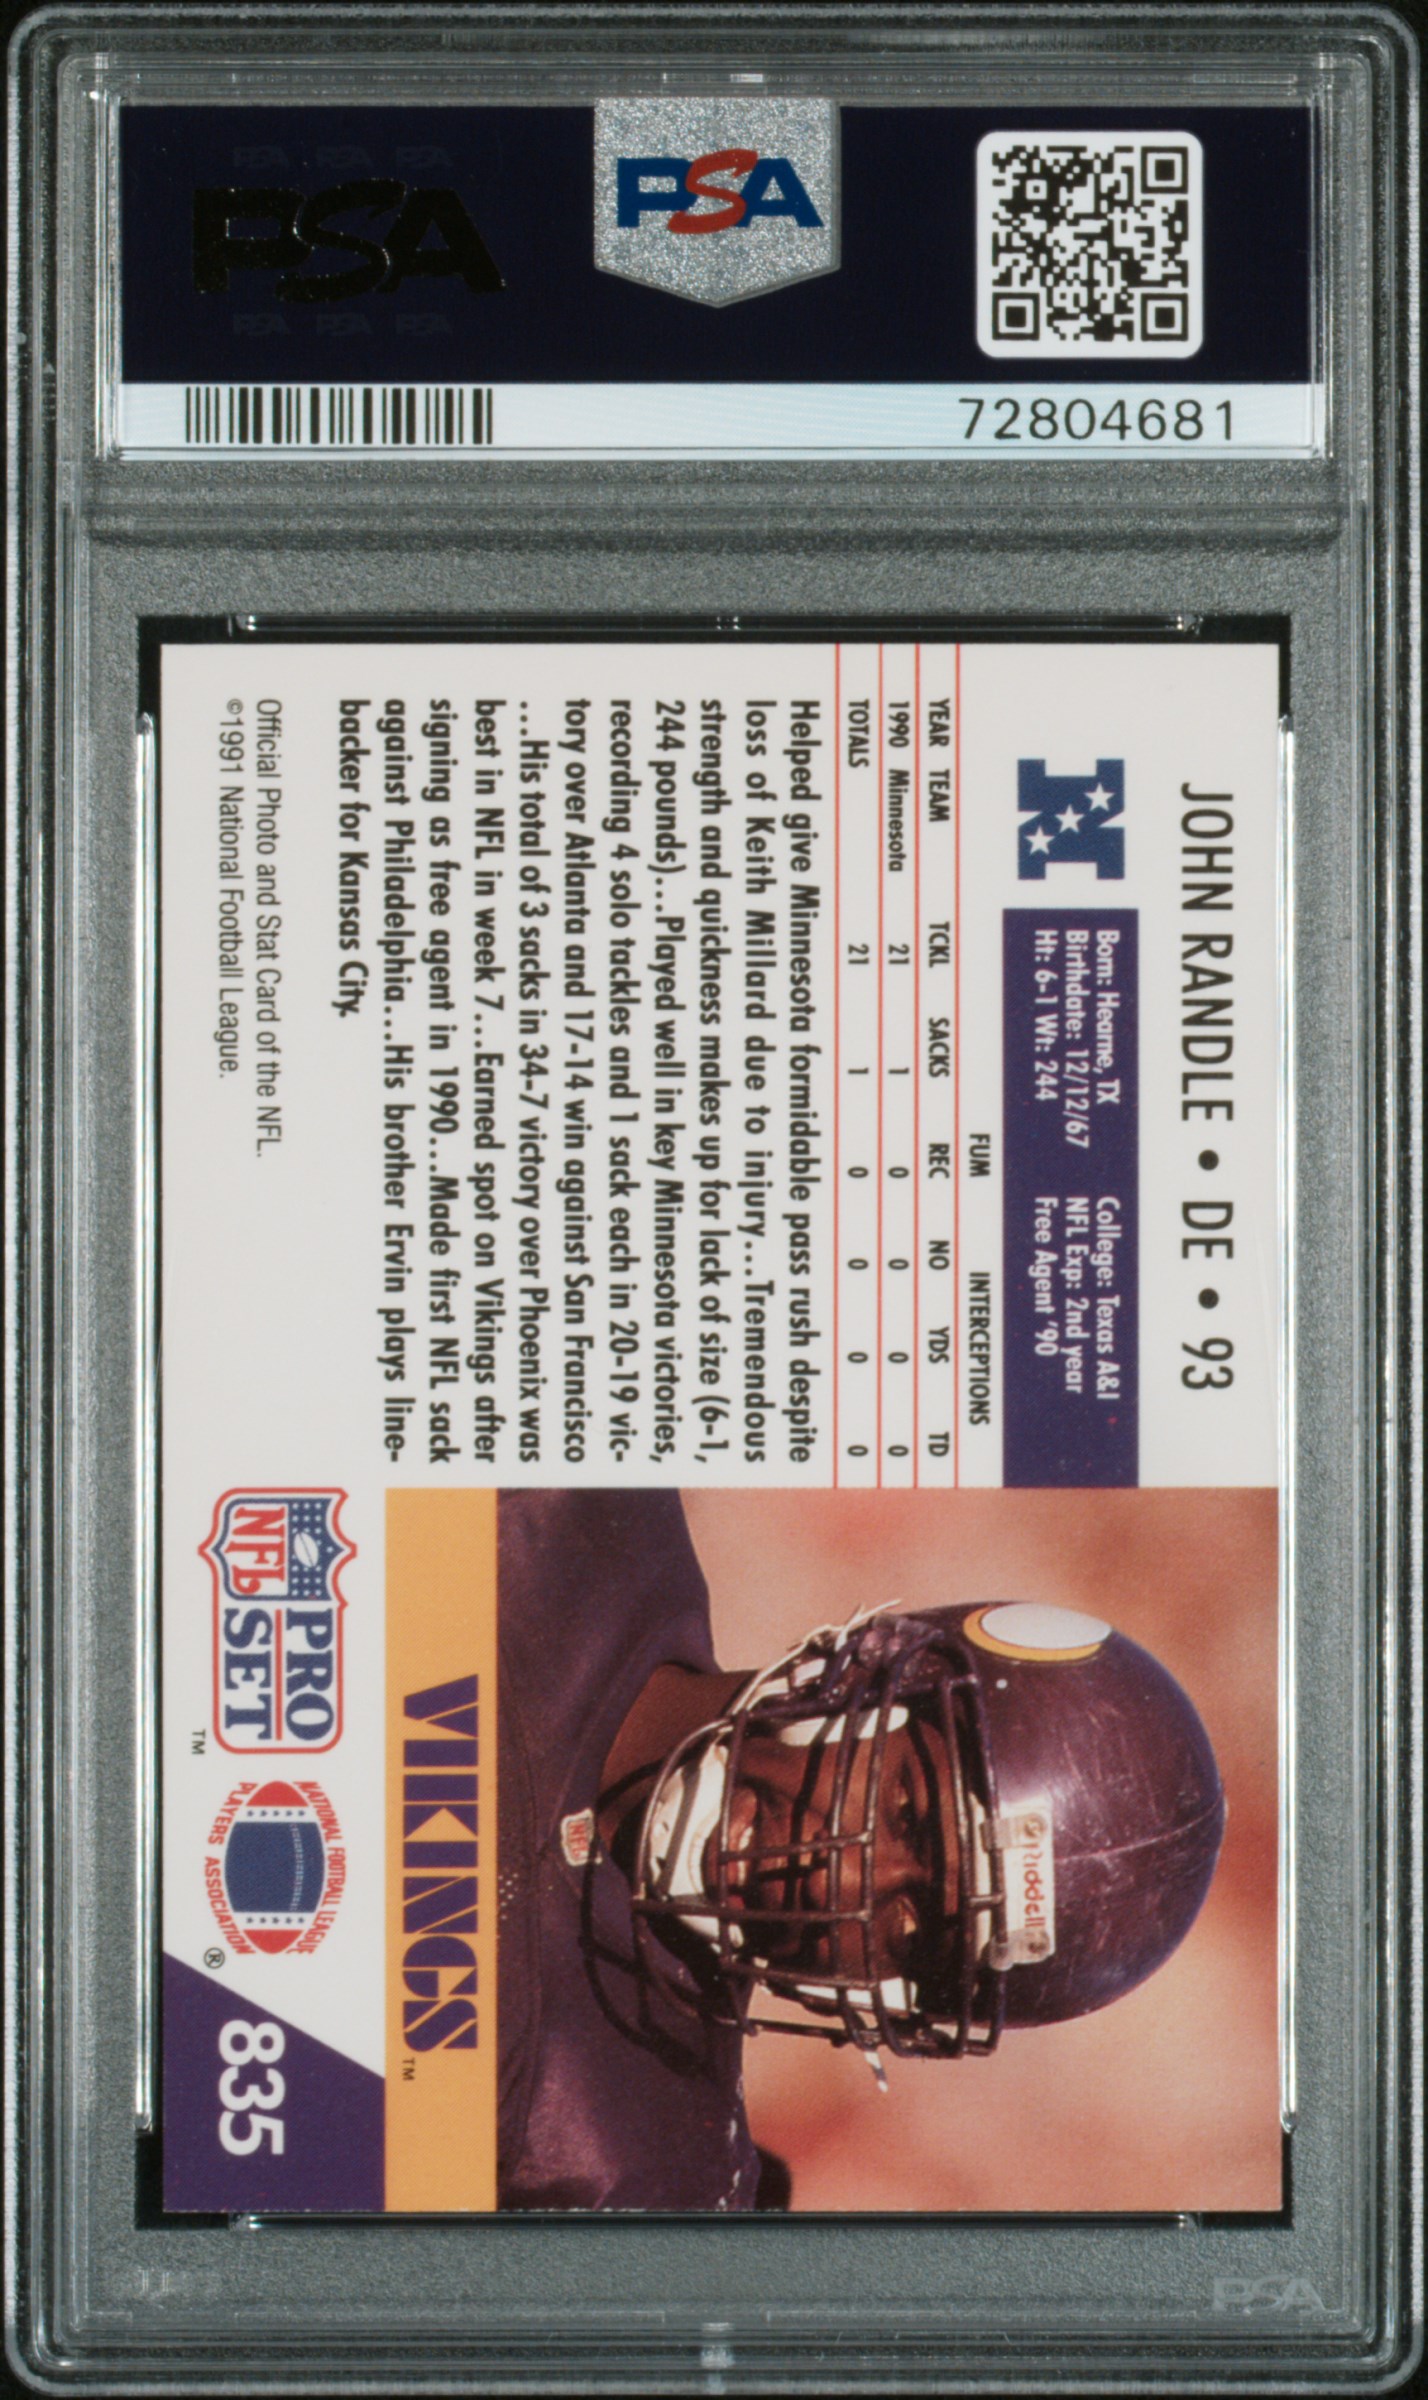 PSA PSA PSA
PSA
PSA PSA PSA
PSA
72804681
JOHN RANDLE • DE • 93
N
Born: Hearne, TX College: Texas A&I
Birthdate: 12/12/67 NFL Exp: 2nd year
Ht: 6-1 Wt: 244 Free Agent '90
FUM INTERCEPTIONS
YEAR TEAM TCKL SACKS REC NO YDS TD
1990 Minnesota 21 1 0 0 0 0
TOTALS 21 1 0 0 0 0
Helped give Minnesota formidable pass rush despite
loss of Keith Millard due to injury...Tremendous
strength and quickness makes up for lack of size (6-1,
244 pounds)...Played well in key Minnesota victories,
recording 4 solo tackles and 1 sack each in 20-19 vic-
tory over Atlanta and 17-14 win against San Francisco
...His total of 3 sacks in 34-7 victory over Phoenix was
best in NFL in week 7...Earned spot on Vikings after
signing as free agent in 1990...Made first NFL sack
against Philadelphia...His brother Ervin plays line-
backer for Kansas City.
Official Photo and Stat Card of the NFL.
©1991 National Football League.
Riddell
NFL
VIKINGS™
NFL PRO SET™
NATIONAL FOOTBALL LEAGUE
PLAYERS ASSOCIATION®
835
PSA